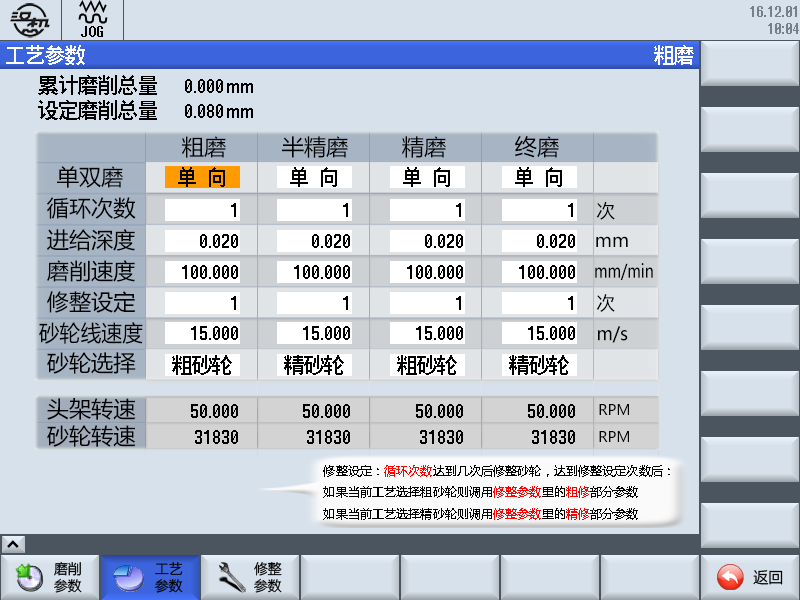 JOG
16.12.01
10:04
工艺参数 粗磨
累计磨削总量 0.000mm
设定磨削总量 0.080mm
粗磨 半精磨 精磨 终磨
单双磨 单 向 单 向 单 向 单 向
循环次数 1 1 1 1 次
进给深度 0.020 0.020 0.020 0.020 mm
磨削速度 100.000 100.000 100.000 100.000 mm/min
修整设定 1 1 1 1 次
砂轮线速度 15.000 15.000 15.000 15.000 m/s
砂轮选择 粗砂轮 精砂轮 粗砂轮 精砂轮
头架转速 50.000 50.000 50.000 50.000 RPM
砂轮转速 31830 31830 31830 31830 RPM
修整设定：循环次数达到几次后修整砂轮，达到修整设定次数后：
如果当前工艺选择粗砂轮则调用修整参数里的粗修部分参数
如果当前工艺选择精砂轮则调用修整参数里的精修部分参数
磨削 工艺 修整
参数 参数 参数 返回